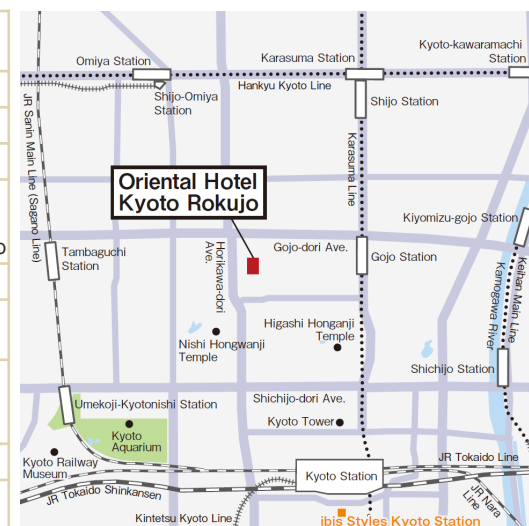 Omiya Station
Karasuma Station
Kyoto-kawaramachi
Station
Hankyu Kyoto Line
Shijo-Omiya
Station
Shijo Station
JR Sanin Main Line (Sagano Line)
Karasuma Line
Oriental Hotel
Kyoto Rokujo
Kiyomizu-gojo Station
Tambaguchi
Station
Horikawa-dori
Ave.
Gojo-dori Ave.
Gojo Station
Kamogawa River
Keihan Main Line
Nishi Hongwanji
Temple
Higashi Honganji
Temple
Shichijo Station
Umekoji-Kyotonishi Station
Shichijo-dori Ave.
Kyoto
Aquarium
Kyoto Tower
Kyoto Railway
Museum
Kyoto Station
JR Tokaido Line
JR Tokaido Shinkansen
JR Nara
Line
Kintetsu Kyoto Line
ibis Styles Kyoto Station